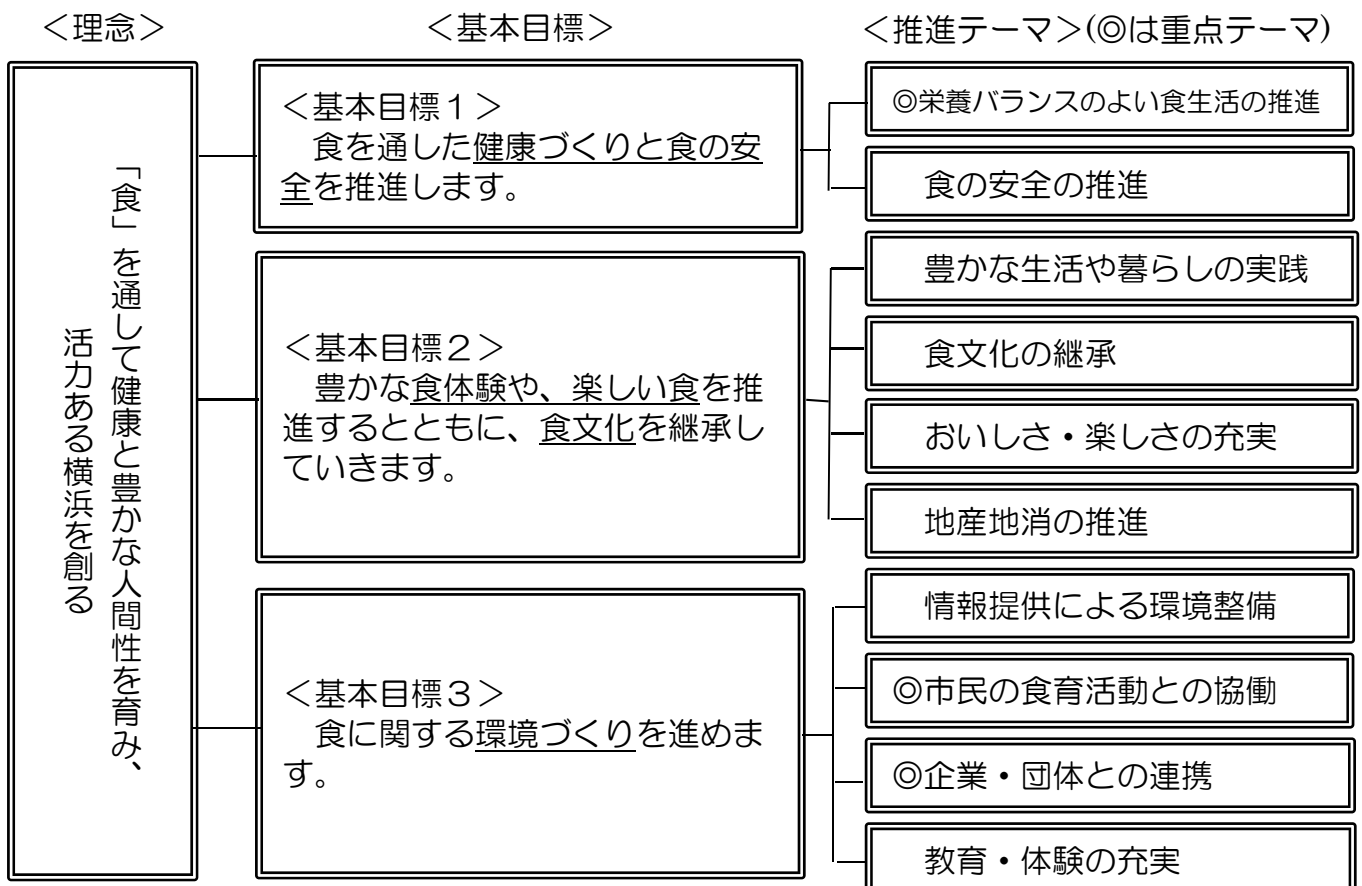 ＜理念＞
＜基本目標＞
＜推進テーマ＞(◎は重点テーマ)
「食」を通して健康と豊かな人間性を育み、
活力ある横浜を創る
＜基本目標１＞
食を通した健康づくりと食の安
全を推進します。
＜基本目標２＞
豊かな食体験や、楽しい食を推
進するとともに、食文化を継承し
ていきます。
＜基本目標３＞
食に関する環境づくりを進めま
す。
◎栄養バランスのよい食生活の推進
食の安全の推進
豊かな生活や暮らしの実践
食文化の継承
おいしさ・楽しさの充実
地産地消の推進
情報提供による環境整備
◎市民の食育活動との協働
◎企業・団体との連携
教育・体験の充実